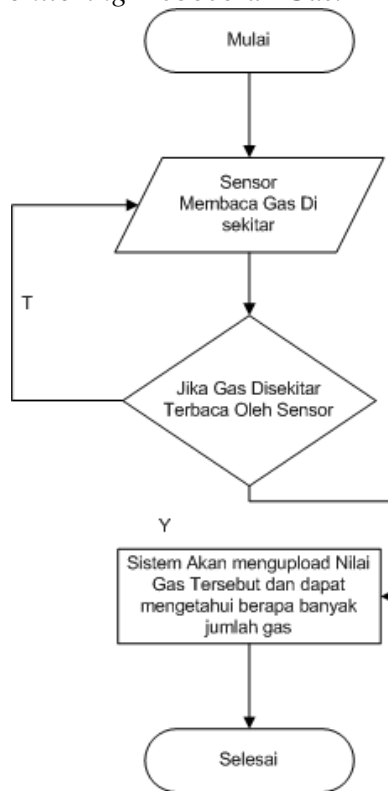 Mulai
Sensor
Membaca Gas Di
sekitar
T
Jika Gas Disekitar
Terbaca Oleh Sensor
Y
Sistem Akan mengupload Nilai
Gas Tersebut dan dapat
mengetahui berapa banyak
jumlah gas
Selesai